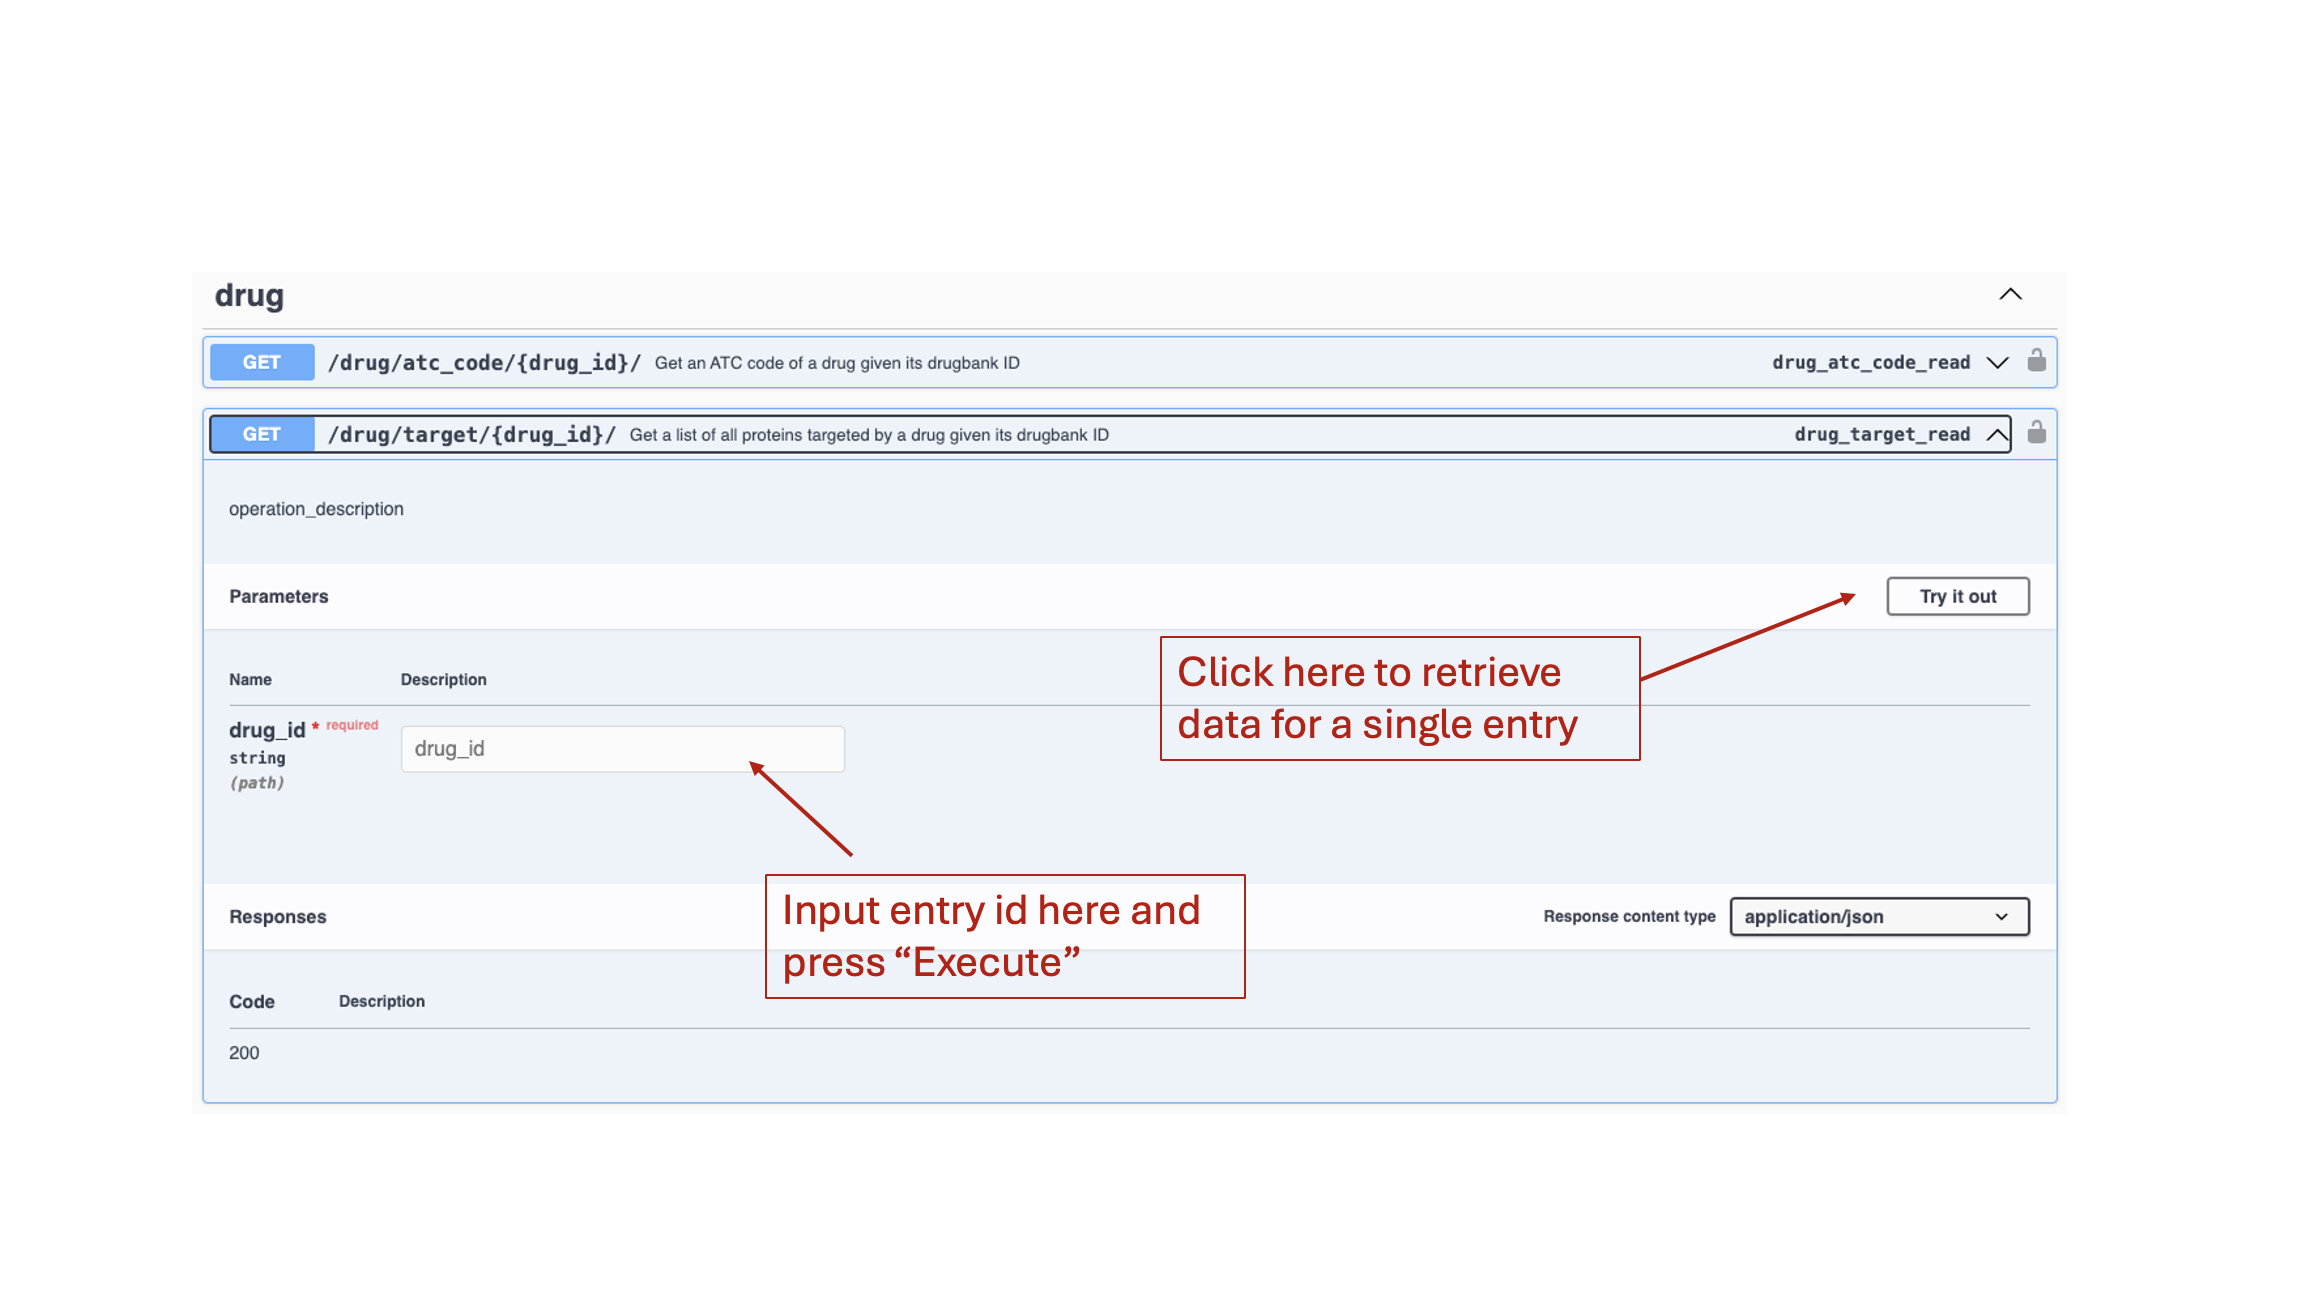 drug
GET /drug/atc_code/{drug_id}/ Get an ATC code of a drug given its drugbank ID drug_atc_code_read
GET /drug/target/{drug_id}/ Get a list of all proteins targeted by a drug given its drugbank ID drug_target_read
operation_description
Parameters Try it out
Click here to retrieve
data for a single entry
Name Description
drug_id * required
string
(path)
drug_id
Input entry id here and
press “Execute”
Responses Response content type application/json
Code Description
200